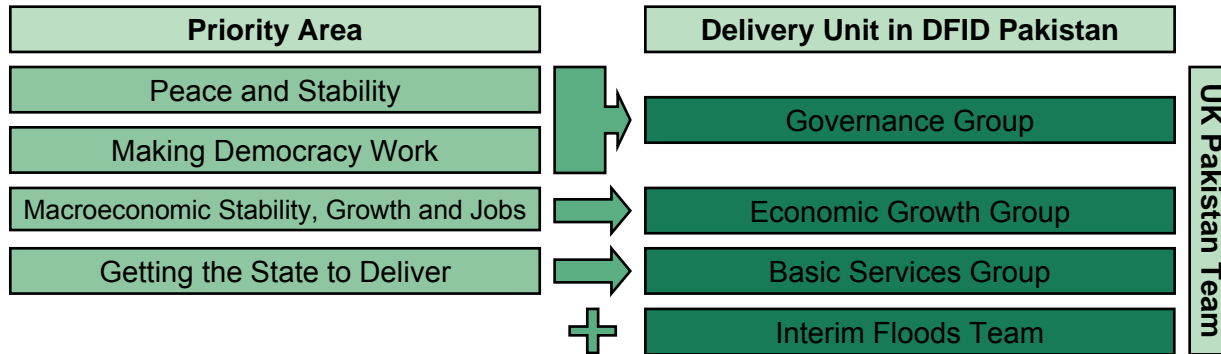 Priority Area
Delivery Unit in DFID Pakistan
Peace and Stability
Making Democracy Work
Governance Group
Macroeconomic Stability, Growth and Jobs
Economic Growth Group
Getting the State to Deliver
Basic Services Group
Interim Floods Team
UK Pakistan Team